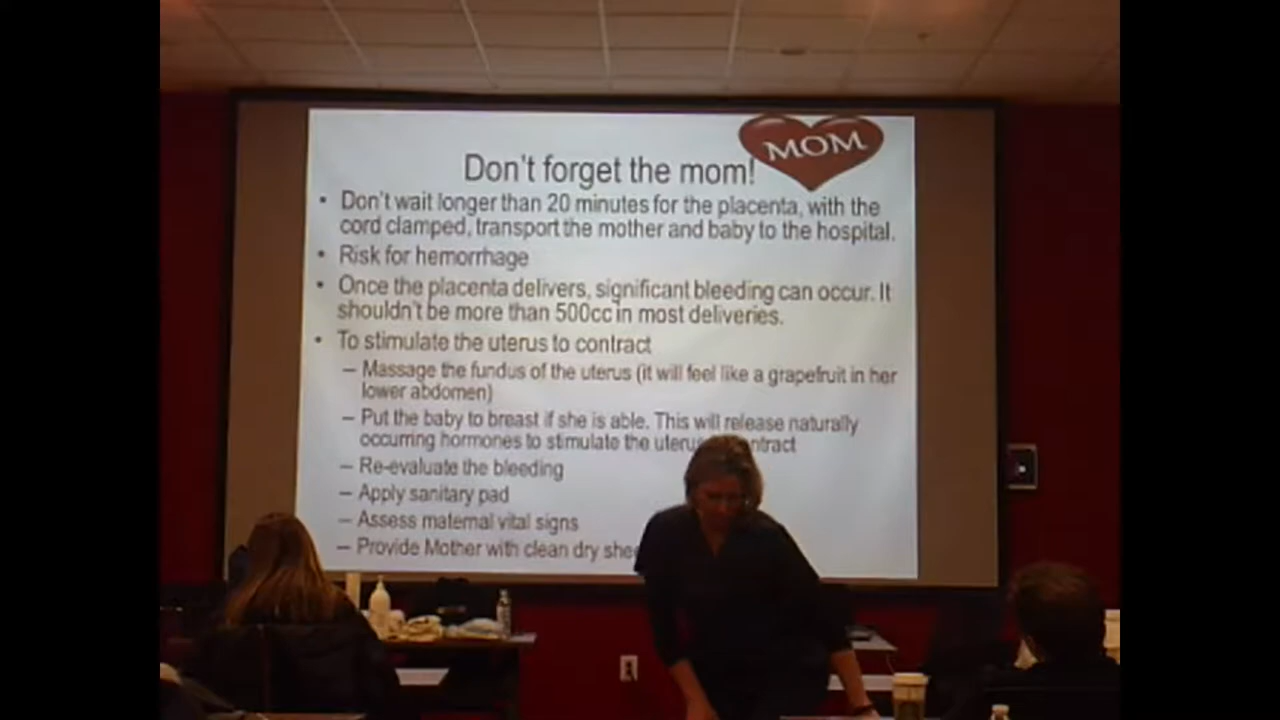 MOM
Don't forget the mom!
• Don't wait longer than 20 minutes for the placenta, with the
cord clamped, transport the mother and baby to the hospital.
• Risk for hemorrhage
• Once the placenta delivers, significant bleeding can occur. It
shouldn't be more than 500cc in most deliveries.
• To stimulate the uterus to contract
– Massage the fundus of the uterus (it will feel like a grapefruit in her
lower abdomen)
– Put the baby to breast if she is able. This will release naturally
occurring hormones to stimulate the
– Re-evaluate the bleeding
– Apply sanitary pad
– Assess maternal vital signs
– Provide Mother with clean dry